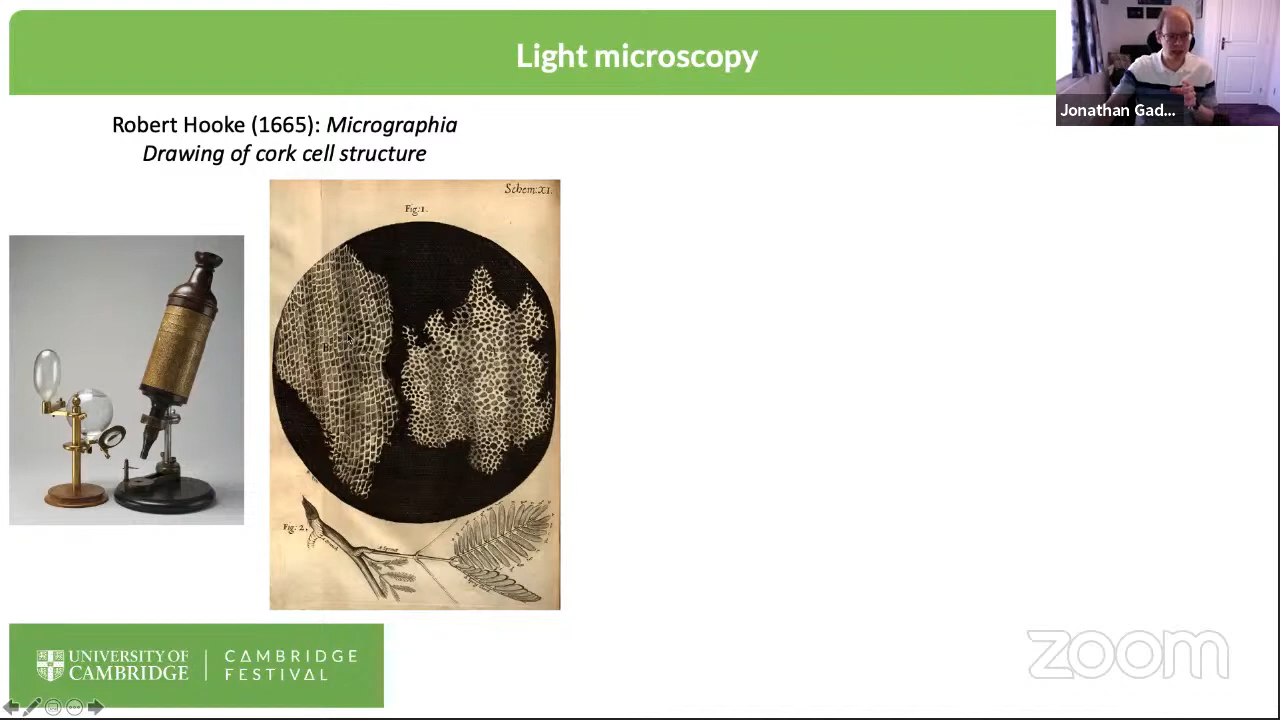 Light microscopy
Jonathan Gad...
Robert Hooke (1665): Micrographia
Drawing of cork cell structure
Schem: XI.
Fig: 1.
Fig: 2.
UNIVERSITY OF
CAMBRIDGE
CAMBRIDGE
FESTIVAL
zoom